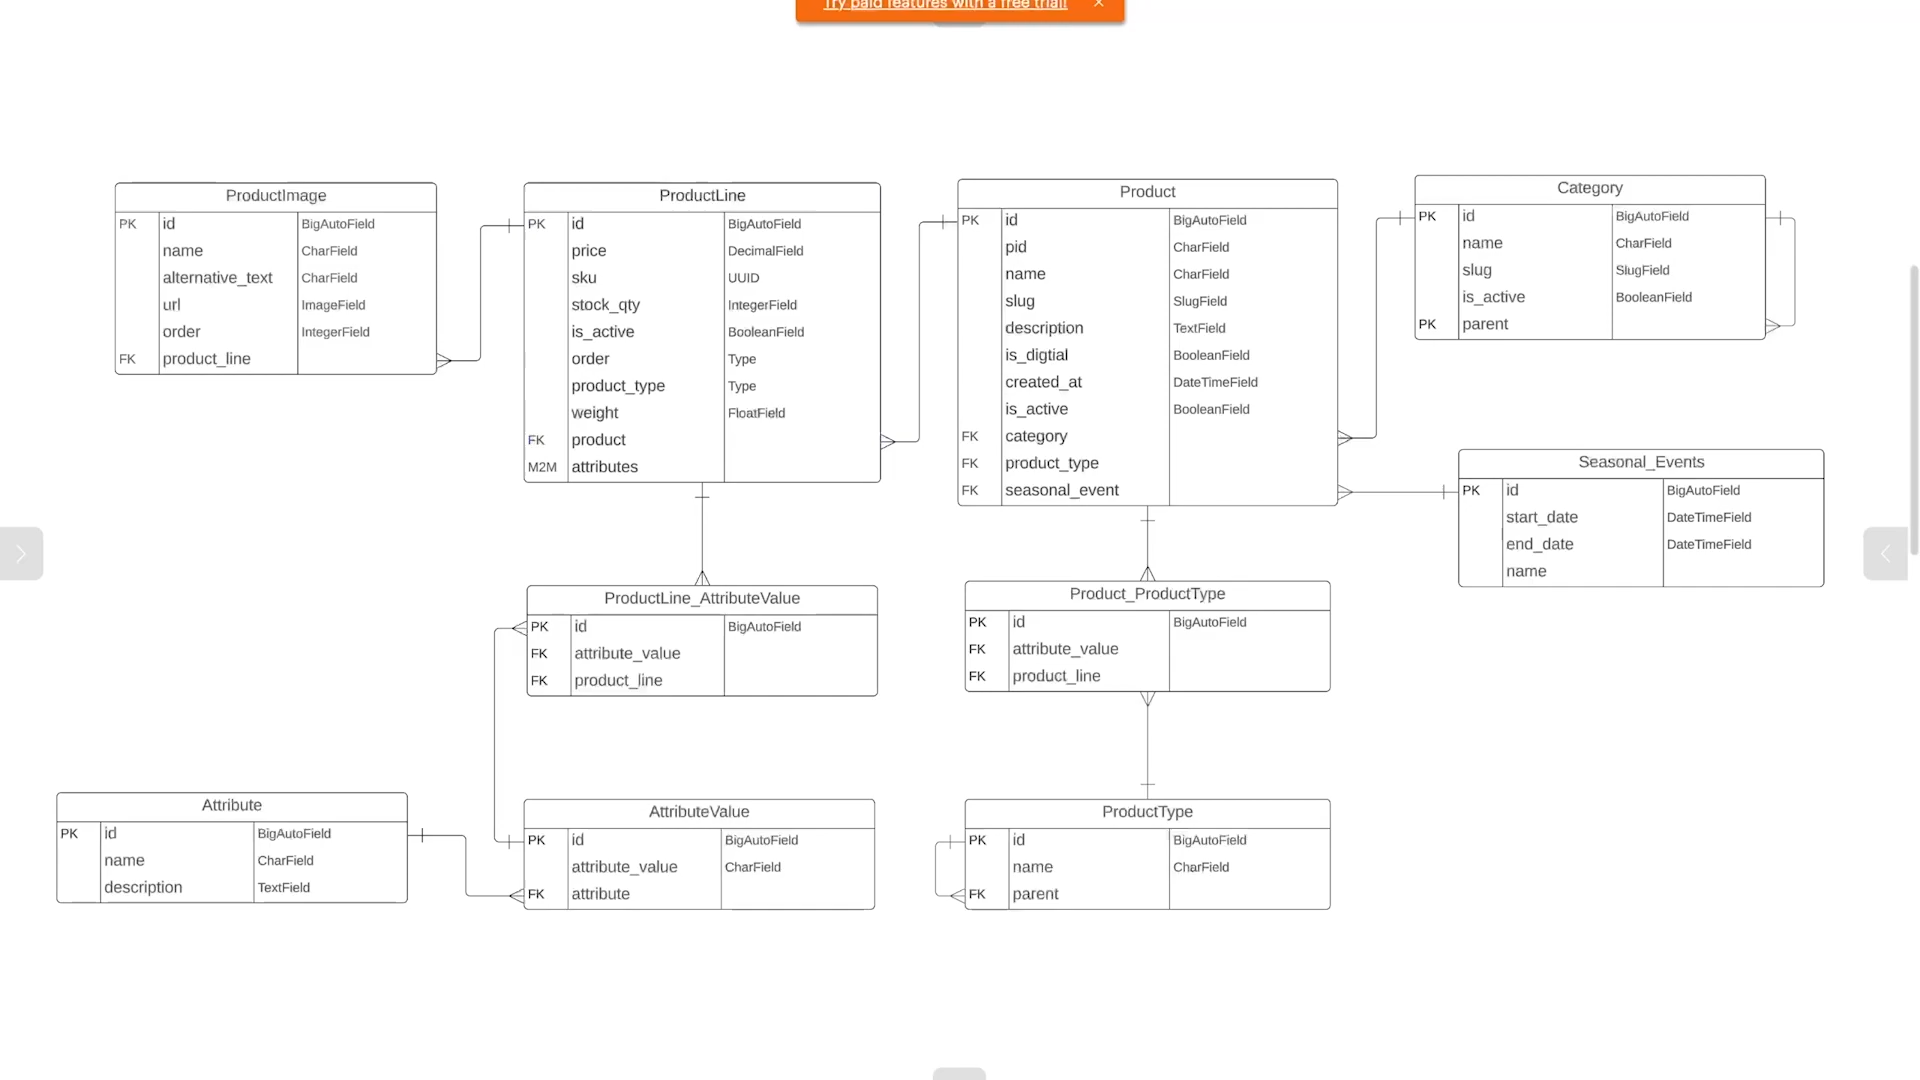 Try paid features with a free trial! ×
ProductImage
PK id BigAutoField
name CharField
alternative_text CharField
url ImageField
order IntegerField
FK product_line
ProductLine
PK id BigAutoField
price DecimalField
sku UUID
stock_qty IntegerField
is_active BooleanField
order Type
product_type Type
weight FloatField
FK product
M2M attributes
Product
PK id BigAutoField
pid CharField
name CharField
slug SlugField
description TextField
is_digtial BooleanField
created_at DateTimeField
is_active BooleanField
FK category
FK product_type
FK seasonal_event
Category
PK id BigAutoField
name CharField
slug SlugField
is_active BooleanField
PK parent
Seasonal_Events
PK id BigAutoField
start_date DateTimeField
end_date DateTimeField
name
ProductLine_AttributeValue
PK id BigAutoField
FK attribute_value
FK product_line
Product_ProductType
PK id BigAutoField
FK attribute_value
FK product_line
Attribute
PK id BigAutoField
name CharField
description TextField
AttributeValue
PK id BigAutoField
attribute_value CharField
FK attribute
ProductType
PK id BigAutoField
name CharField
FK parent